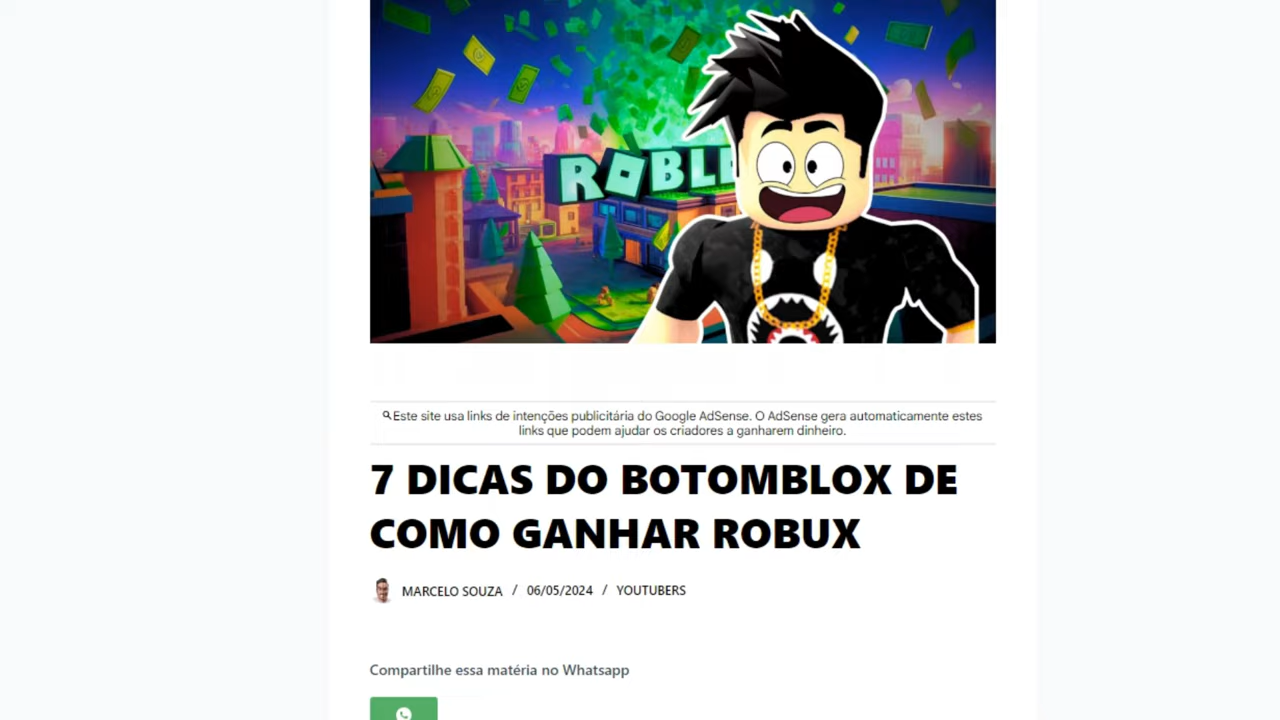 ROBL
Este site usa links de intenções publicitária do Google AdSense. O AdSense gera automaticamente estes
links que podem ajudar os criadores a ganharem dinheiro.
7 DICAS DO BOTOMBLOX DE
COMO GANHAR ROBUX
MARCELO SOUZA / 06/05/2024 / YOUTUBERS
Compartilhe essa matéria no Whatsapp